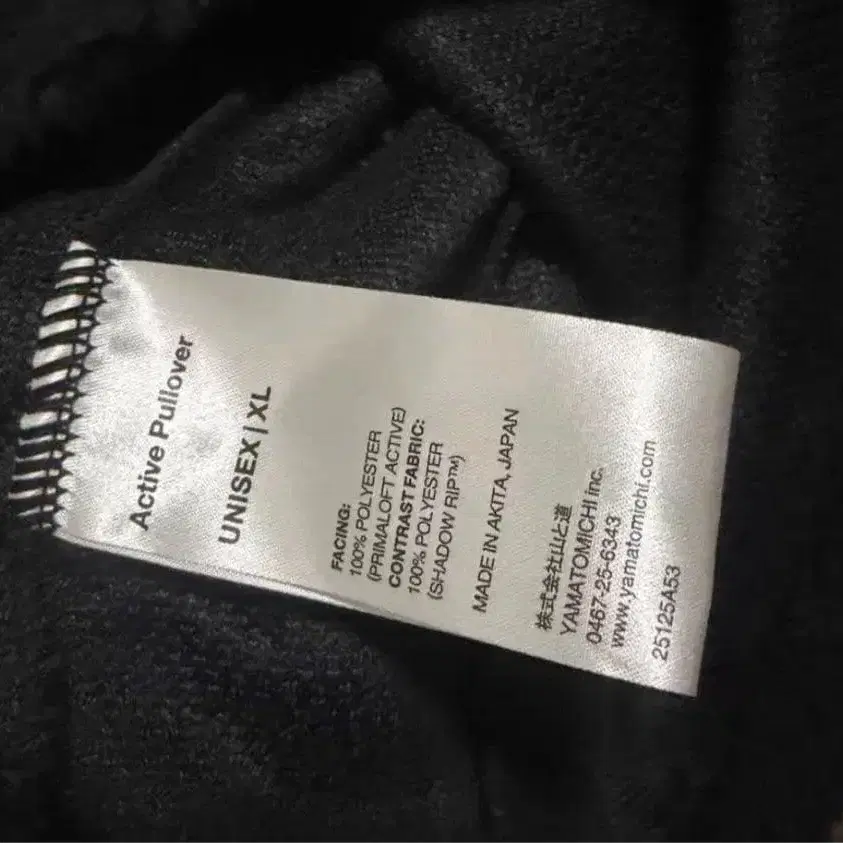 Active Pullover
UNISEX | XL
FACING:
100% POLYESTER
(PRIMALOFT ACTIVE)
CONTRAST FABRIC:
100% POLYESTER
(SHADOW RIP™)
MADE IN AKITA, JAPAN
株式会社山と道
YAMATOMICHI inc.
0467-25-6343
www.yamatomichi.com
25125A53